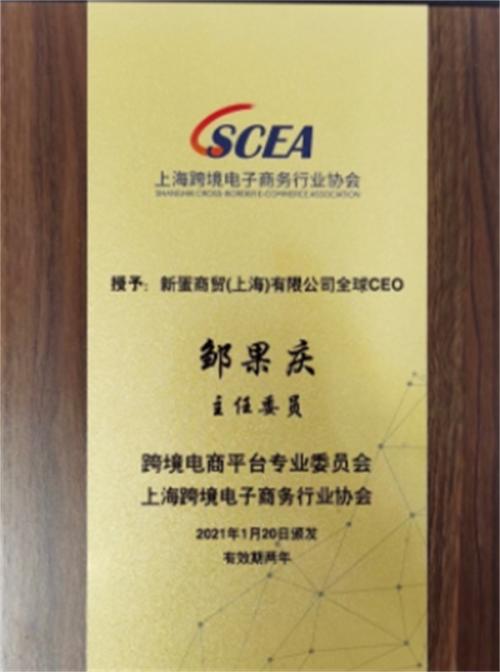 SCEA
上海跨境电子商务行业协会
SHANGHAI CROSS-BORDER E-COMMERCE ASSOCIATION
授予：新蛋商贸(上海)有限公司全球CEO
邹果庆
主任委员
跨境电商平台专业委员会
上海跨境电子商务行业协会
2021年1月20日颁发
有效期两年